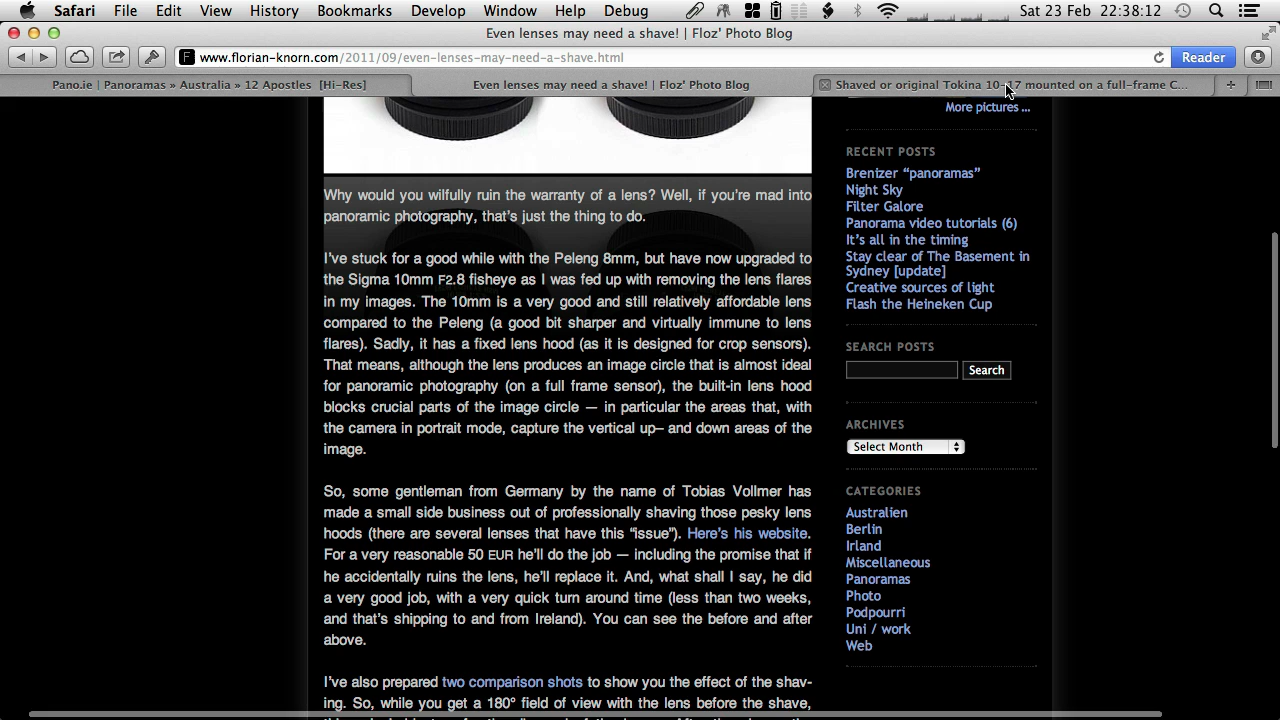 Safari File Edit View History Bookmarks Develop Window Help Debug Sat 23 Feb 22:38:12
Even lenses may need a shave! | Floz' Photo Blog
www.florian-knorn.com/2011/09/even-lenses-may-need-a-shave.html Reader
Pano.ie | Panoramas » Australia » 12 Apostles [Hi-Res] Even lenses may need a shave! | Floz' Photo Blog Shaved or original Tokina 10-17 mounted on a full-frame C...
Why would you wilfully ruin the warranty of a lens? Well, if you're mad into
panoramic photography, that's just the thing to do.
I've stuck for a good while with the Peleng 8mm, but have now upgraded to
the Sigma 10mm F2.8 fisheye as I was fed up with removing the lens flares
in my images. The 10mm is a very good and still relatively affordable lens
compared to the Peleng (a good bit sharper and virtually immune to lens
flares). Sadly, it has a fixed lens hood (as it is designed for crop sensors).
That means, although the lens produces an image circle that is almost ideal
for panoramic photography (on a full frame sensor), the built-in lens hood
blocks crucial parts of the image circle — in particular the areas that, with
the camera in portrait mode, capture the vertical up– and down areas of the
image.
So, some gentleman from Germany by the name of Tobias Vollmer has
made a small side business out of professionally shaving those pesky lens
hoods (there are several lenses that have this “issue”). Here's his website.
For a very reasonable 50 EUR he'll do the job — including the promise that if
he accidentally ruins the lens, he'll replace it. And, what shall I say, he did
a very good job, with a very quick turn around time (less than two weeks,
and that's shipping to and from Ireland). You can see the before and after
above.
I've also prepared two comparison shots to show you the effect of the shav-
ing. So, while you get a 180° field of view with the lens before the shave,
More pictures ...
RECENT POSTS
Brenizer “panoramas”
Night Sky
Filter Galore
Panorama video tutorials (6)
It's all in the timing
Stay clear of The Basement in
Sydney [update]
Creative sources of light
Flash the Heineken Cup
SEARCH POSTS
Search
ARCHIVES
Select Month
CATEGORIES
Australien
Berlin
Irland
Miscellaneous
Panoramas
Photo
Podpourri
Uni / work
Web